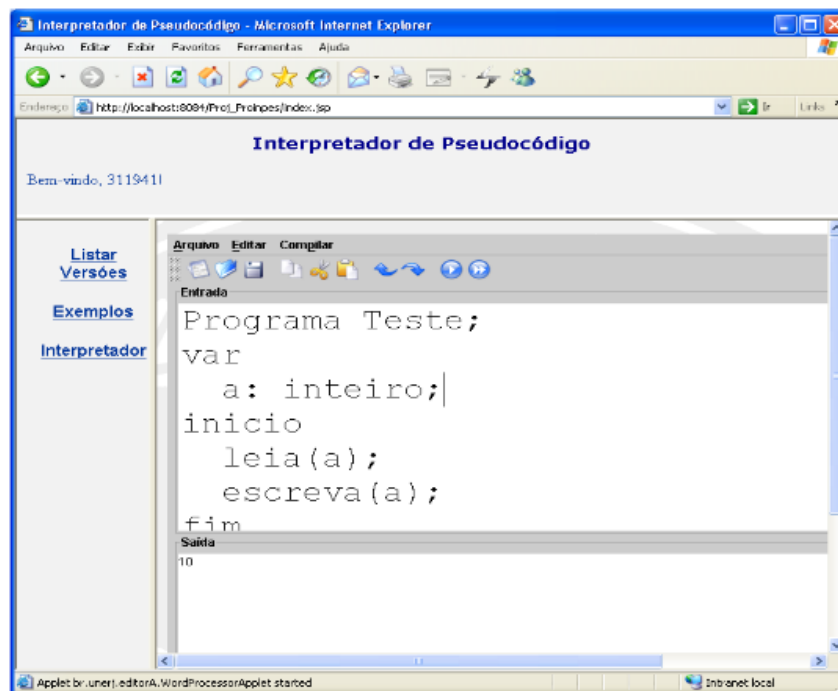 Interpretador de Pseudocódigo - Microsoft Internet Explorer
Arquivo Editar Exibir Favoritos Ferramentas Ajuda
Endereço http://localhost:8084/Proj_Proinpes/index.jsp Ir Links
Interpretador de Pseudocódigo
Bem-vindo, 311941!
Listar
Versões
Exemplos
Interpretador
Arquivo Editar Compilar
Entrada
Programa Teste;
var
a: inteiro;
inicio
leia(a);
escreva(a);
fim
Saída
10
Applet br.unerj.editorA.WordProcessorApplet started Intranet local